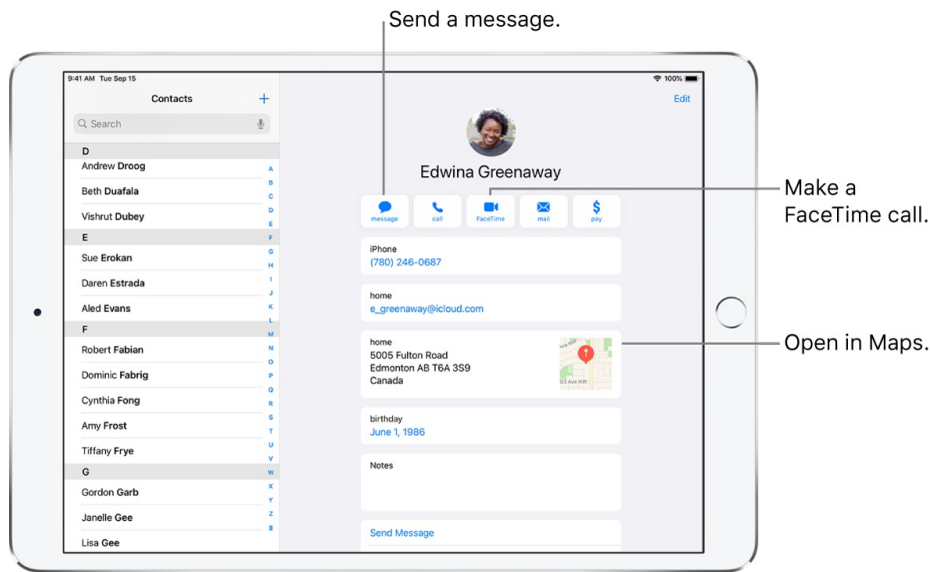 Send a message.
9:41 AM Tue Sep 15
100%
Contacts
+
Edit
Search
D
Andrew Droog
Beth Duafala
Vishrut Dubey
E
Sue Erokan
Daren Estrada
Aled Evans
F
Robert Fabian
Dominic Fabrig
Cynthia Fong
Amy Frost
Tiffany Frye
G
Gordon Garb
Janelle Gee
Lisa Gee
A
B
C
D
E
F
G
H
I
J
K
L
M
N
O
P
Q
R
S
T
U
V
W
X
Y
Z
#
Edwina Greenaway
message
call
FaceTime
mail
$
pay
iPhone
(780) 246-0687
home
e_greenaway@icloud.com
home
5005 Fulton Road
Edmonton AB T6A 3S9
Canada
Ave NW
birthday
June 1, 1986
Notes
Send Message
Make a
FaceTime call.
Open in Maps.